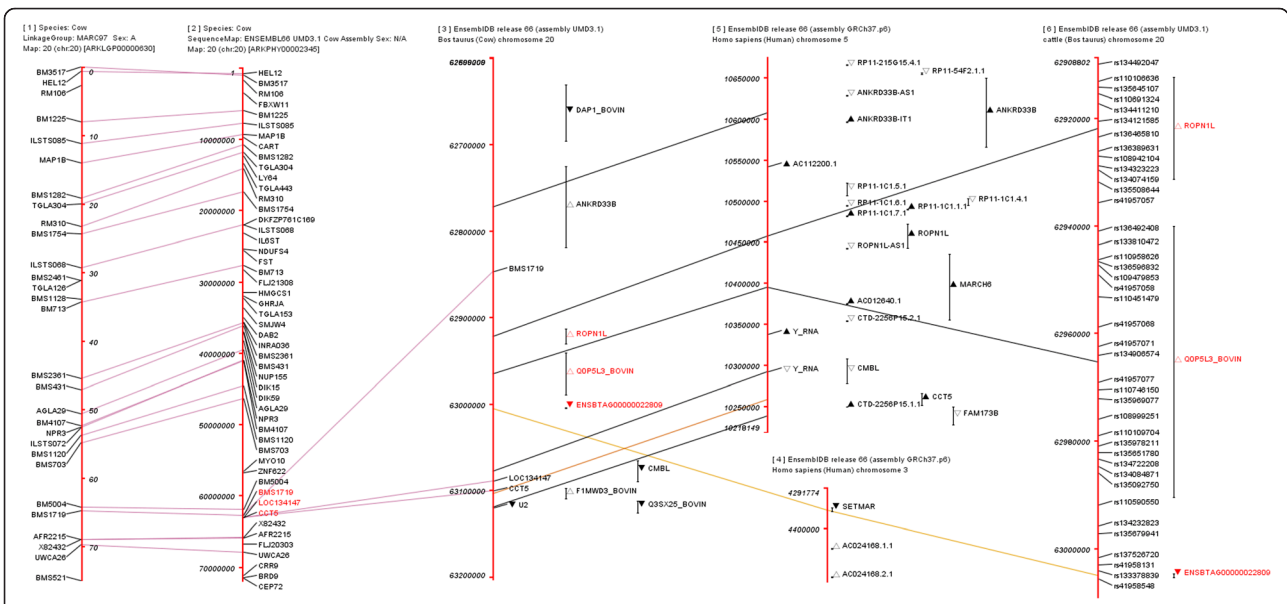 [ 1 ] Species: Cow
LinkageGroup: MARC97  Sex: A
Map: 20 (chr:20) [ARKLGP00000630]
BM3517
HEL12
RM106
BM1225
ILSTS085
MAP1B
BMS1282
TGLA304
RM310
BMS1754
ILSTS068
BMS2461
TGLA126
BMS1128
BM713
BMS2361
BMS431
AGLA29
BM4107
NPR3
ILSTS072
BMS1120
BMS703
BM5004
BMS1719
AFR2215
X82432
UWCA26
BMS521
0
10
20
30
40
50
60
70
[ 2 ] Species: Cow
SequenceMap: ENSEMBL66 UMD3.1 Cow Assembly Sex: N/A
Map: 20 (chr:20) [ARKPHY00002345]
1
10000000
20000000
30000000
40000000
50000000
60000000
70000000
HEL12
BM3517
RM106
FBXW11
BM1225
ILSTS085
MAP1B
CART
BMS1282
TGLA304
LY64
TGLA443
RM310
BMS1754
DKFZP761C169
ILSTS068
IL6ST
NDUFS4
FST
BM713
FLJ21308
HMGCS1
GHRJA
TGLA153
SMJW4
DAB2
INRA036
BMS2361
BMS431
NUP155
DIK15
DIK59
AGLA29
NPR3
BM4107
BMS1120
BMS703
MYO10
ZNF622
BM5004
BMS1719
LOC134147
CCT5
X82432
AFR2215
FLJ20303
UWCA26
CRR9
BRD9
CEP72
[ 3 ] EnsemblDB release 66 (assembly UMD3.1)
Bos taurus (Cow) chromosome 20
62700000
62800000
62900000
63000000
63100000
63200000
DAP1_BOVIN
ANKRD33B
BMS1719
ROPN1L
Q0P5L3_BOVIN
ENSBTAG00000022809
CMBL
LOC134147
CCT5
F1MWD3_BOVIN
U2
Q3SX25_BOVIN
[ 5 ] EnsemblDB release 66 (assembly GRCh37.p6)
Homo sapiens (Human) chromosome 5
10650000
10600000
10550000
10500000
10450000
10400000
10350000
10300000
10250000
10218149
RP11-215G15.4.1
RP11-54F2.1.1
ANKRD33B-AS1
ANKRD33B
ANKRD33B-IT1
AC112200.1
RP11-1C1.5.1
RP11-1C1.6.1
RP11-1C1.4.1
RP11-1C1.7.1
RP11-1C1.1.1
ROPN1L
ROPN1L-AS1
MARCH6
AC012640.1
CTD-2256P15.2.1
Y_RNA
Y_RNA
CMBL
CCT5
CTD-2256P15.1.1
FAM173B
[ 4 ] EnsemblDB release 66 (assembly GRCh37.p6)
Homo sapiens (Human) chromosome 3
4291774
4400000
SETMAR
AC024168.1.1
AC024168.2.1
[ 6 ] EnsemblDB release 66 (assembly UMD3.1)
cattle (Bos taurus) chromosome 20
62908802
62920000
62940000
62960000
62980000
63000000
rs134492047
rs110106636
rs135645107
rs110691324
rs134411210
rs134121585
rs136465810
rs136389631
rs108942104
rs134323223
rs134074159
rs135508644
rs41957057
rs136492408
rs133810472
rs110958626
rs136596832
rs109479853
rs41957058
rs110451479
rs41957068
rs41957071
rs134906574
rs41957077
rs110746150
rs135969077
rs108999251
rs110109704
rs135978211
rs135651780
rs134722208
rs134084871
rs135092750
rs110590550
rs134232823
rs135679941
rs137526720
rs41958131
rs133378839
rs41958548
ROPN1L
Q0P5L3_BOVIN
ENSBTAG00000022809